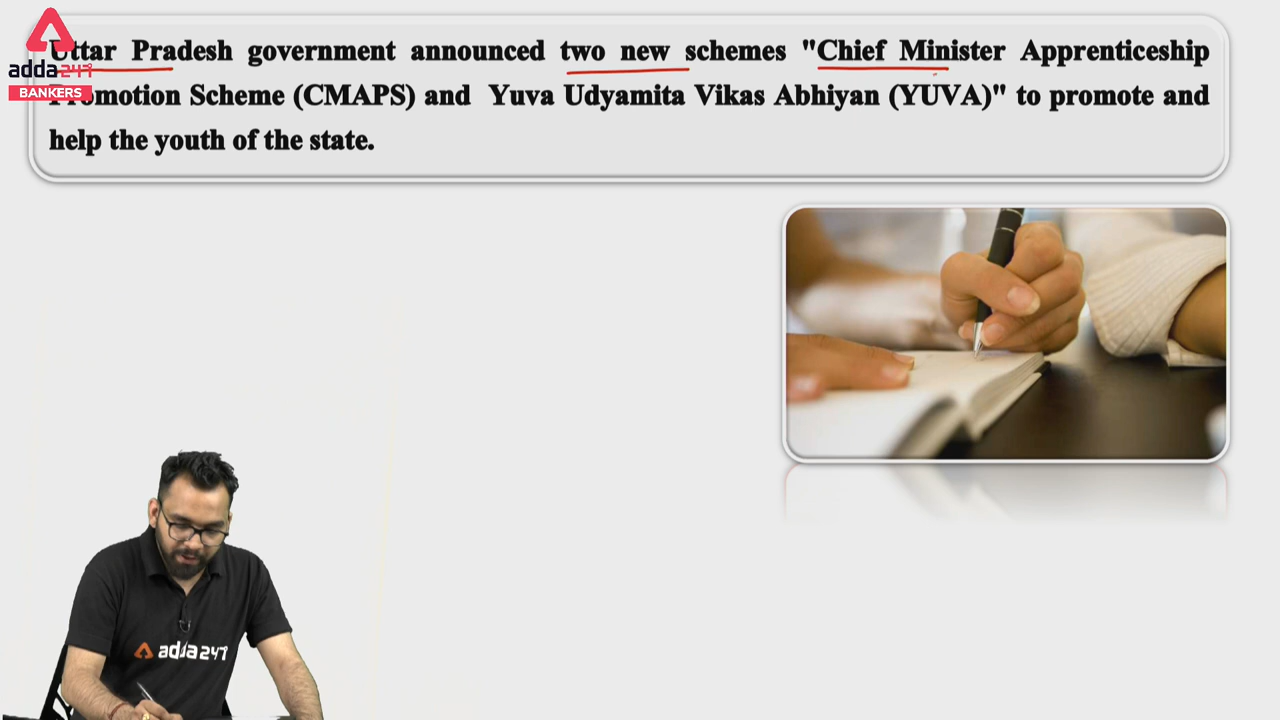 Uttar Pradesh government announced two new schemes "Chief Minister Apprenticeship
Promotion Scheme (CMAPS) and Yuva Udyamita Vikas Abhiyan (YUVA)" to promote and
help the youth of the state.
adda247
BANKERS
adda247